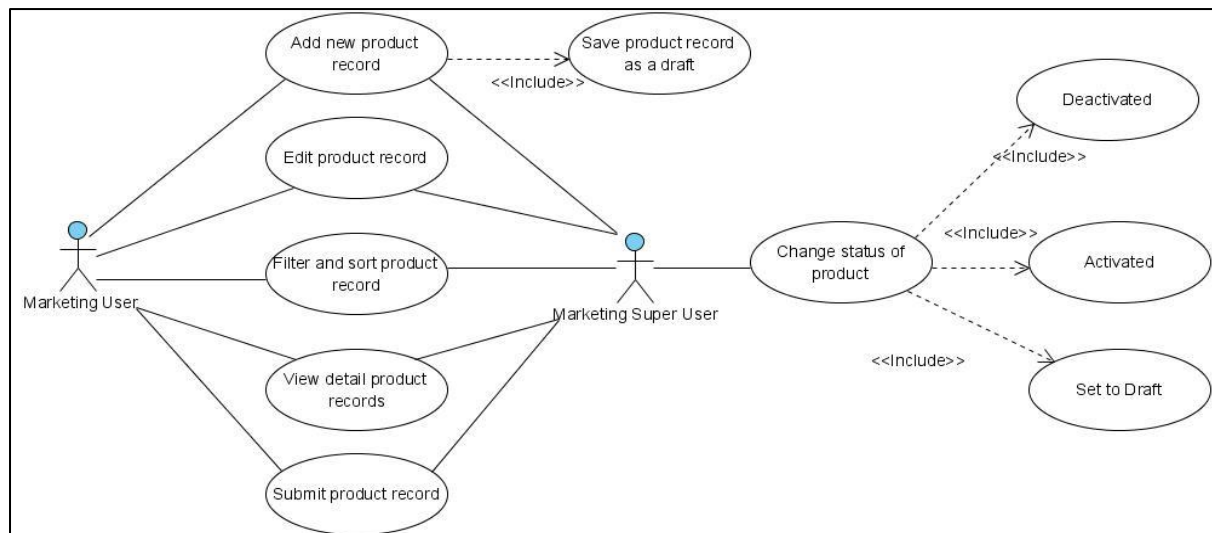 Add new product
record
<<Include>>
Save product record
as a draft
Edit product record
Filter and sort product
record
View detail product
records
Submit product record
Marketing User
Marketing Super User
Change status of
product
<<Include>>
Deactivated
<<Include>>
Activated
<<Include>>
Set to Draft